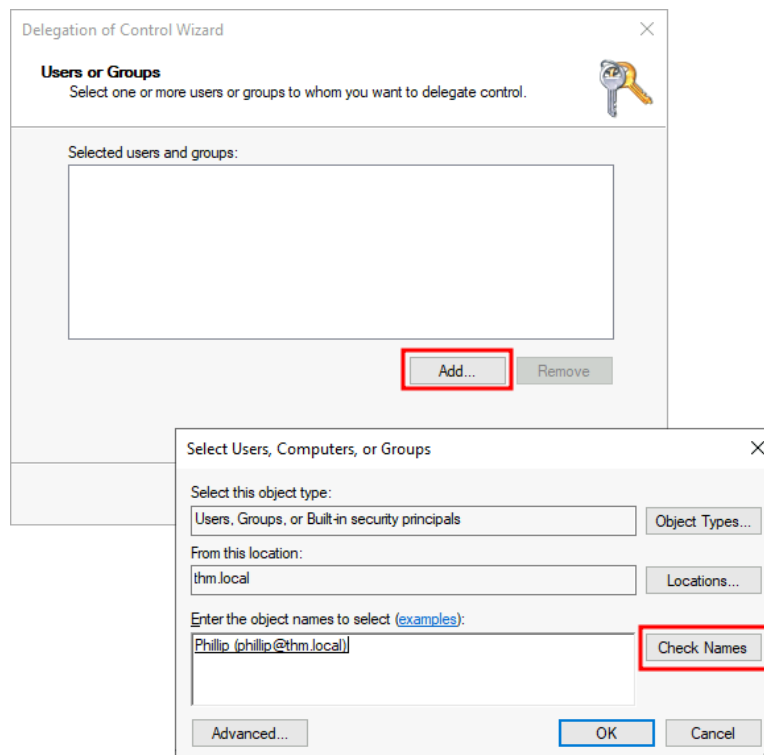 Delegation of Control Wizard
Users or Groups
Select one or more users or groups to whom you want to delegate control.
Selected users and groups:
Add...
Remove
Select Users, Computers, or Groups
Select this object type:
Users, Groups, or Built-in security principals
Object Types...
From this location:
thm.local
Locations...
Enter the object names to select (examples):
Phillip (phillip@thm.local)
Check Names
Advanced...
OK
Cancel